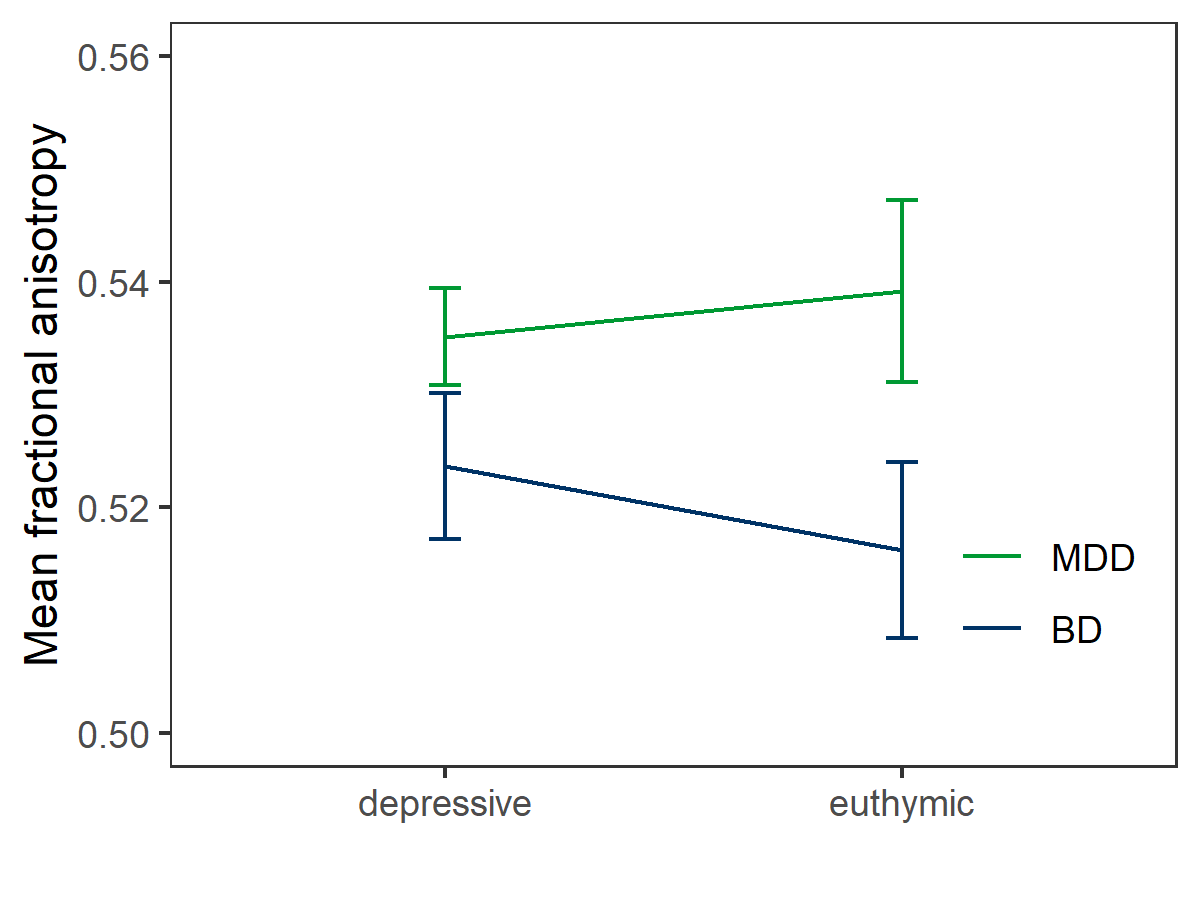 Mean fractional anisotropy
0.56
0.54
0.52
0.50
MDD
BD
depressive
euthymic